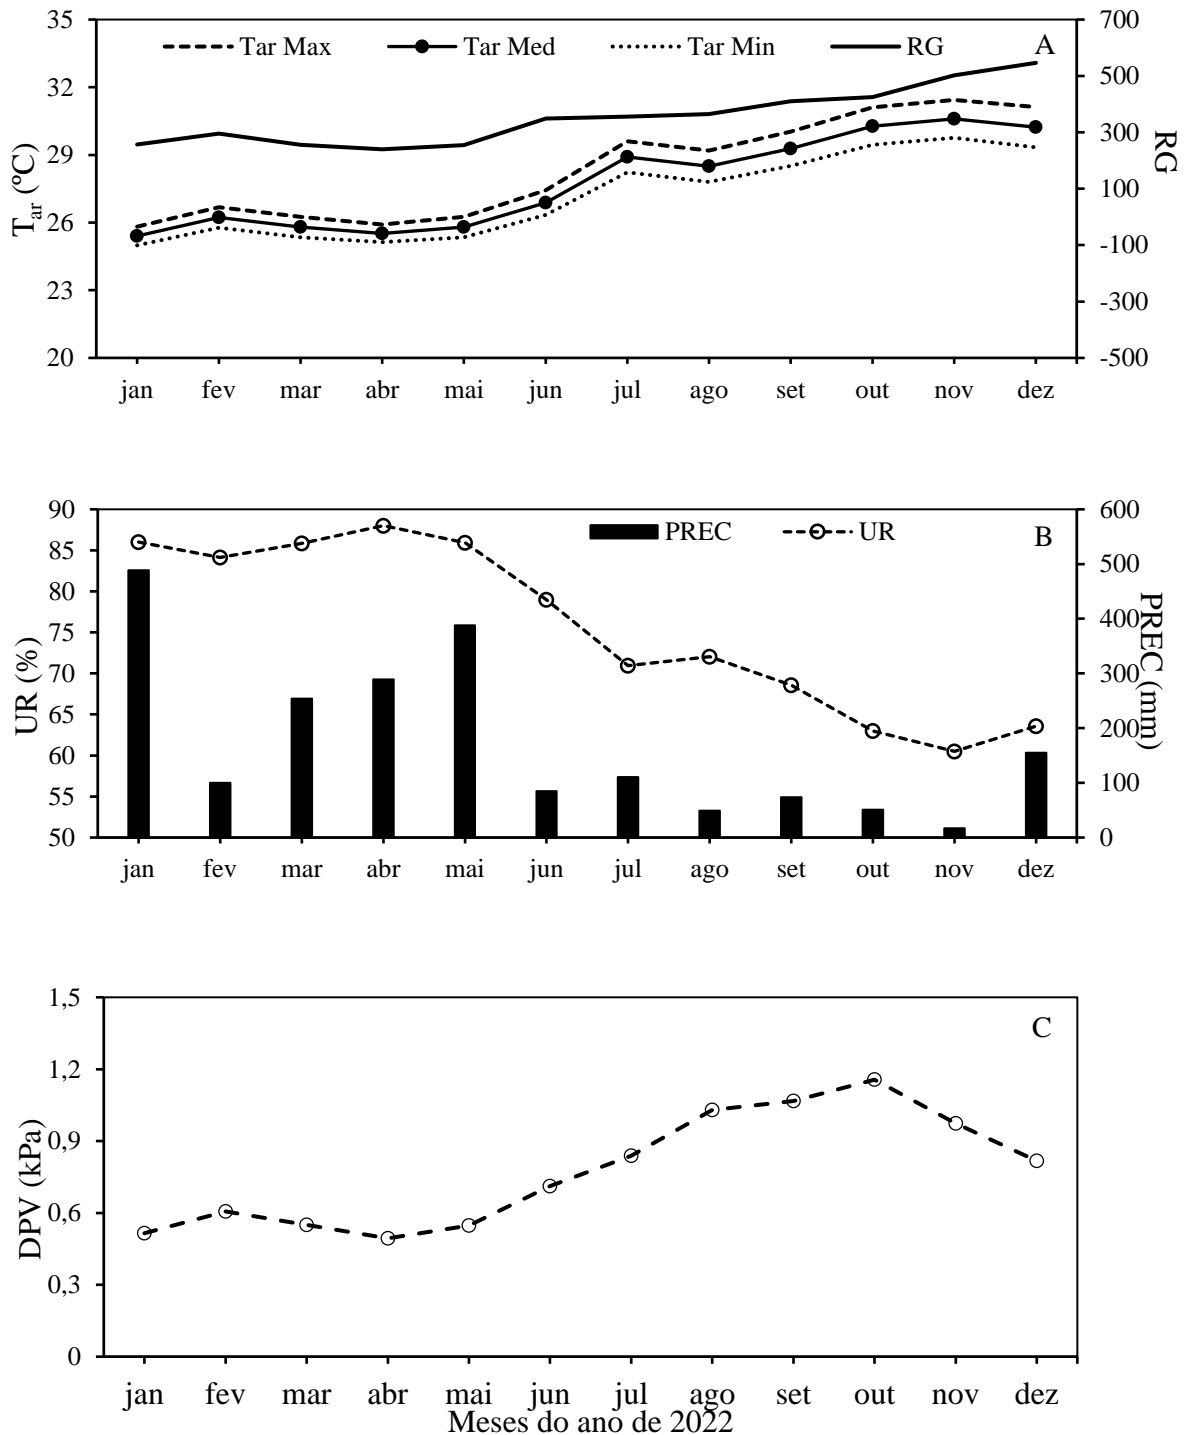 35
32
29
26
23
20
T_ar (ºC)
Tar Max Tar Med Tar Min RG A
700
500
300
100
-100
-300
-500
RG
jan fev mar abr mai jun jul ago set out nov dez
90
85
80
75
70
65
60
55
50
UR (%)
PREC UR B
600
500
400
300
200
100
0
PREC (mm)
jan fev mar abr mai jun jul ago set out nov dez
1,5
1,2
0,9
0,6
0,3
0
DPV (kPa)
C
jan fev mar abr mai jun jul ago set out nov dez
Meses do ano de 2022